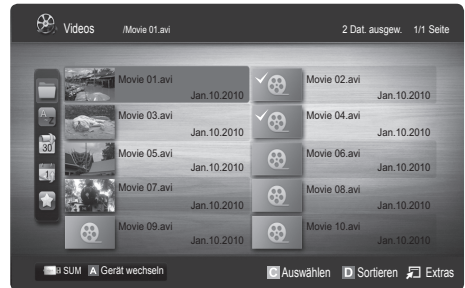 Videos /Movie 01.avi 2 Dat. ausgew. 1/1 Seite
Movie 01.avi Movie 02.avi
Jan.10.2010 Jan.10.2010
Movie 03.avi Movie 04.avi
Jan.10.2010 Jan.10.2010
Movie 05.avi Movie 06.avi
Jan.10.2010 Jan.10.2010
Movie 07.avi Movie 08.avi
Jan.10.2010 Jan.10.2010
Movie 09.avi Movie 10.avi
Jan.10.2010 Jan.10.2010
30
1
SUM A Gerät wechseln C Auswählen D Sortieren Extras